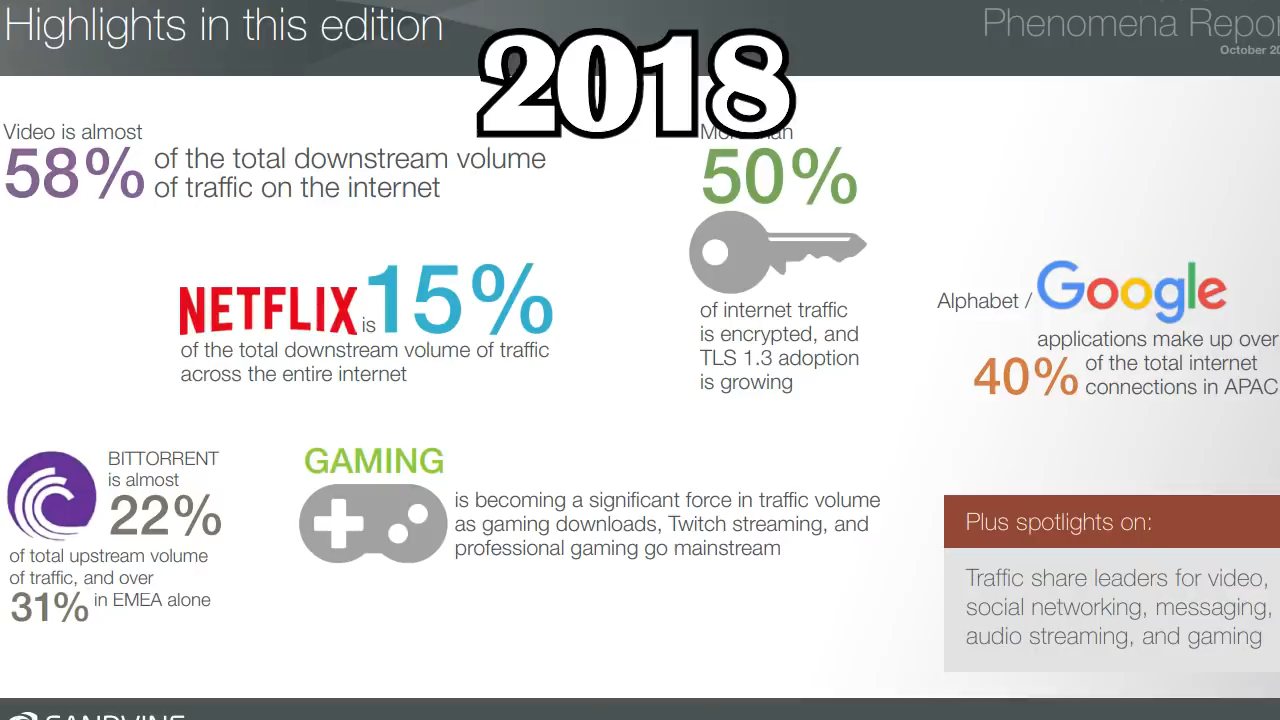 Highlights in this edition
Phenomena Repor
October 20
2018
Video is almost
58% of the total downstream volume
of traffic on the internet
NETFLIX is 15%
of the total downstream volume of traffic
across the entire internet
50%
of internet traffic
is encrypted, and
TLS 1.3 adoption
is growing
Alphabet / Google
applications make up over
40% of the total internet
connections in APAC
BITTORRENT
is almost
22%
of total upstream volume
of traffic, and over
31% in EMEA alone
GAMING
is becoming a significant force in traffic volume
as gaming downloads, Twitch streaming, and
professional gaming go mainstream
Plus spotlights on:
Traffic share leaders for video,
social networking, messaging,
audio streaming, and gaming
SANDVINE